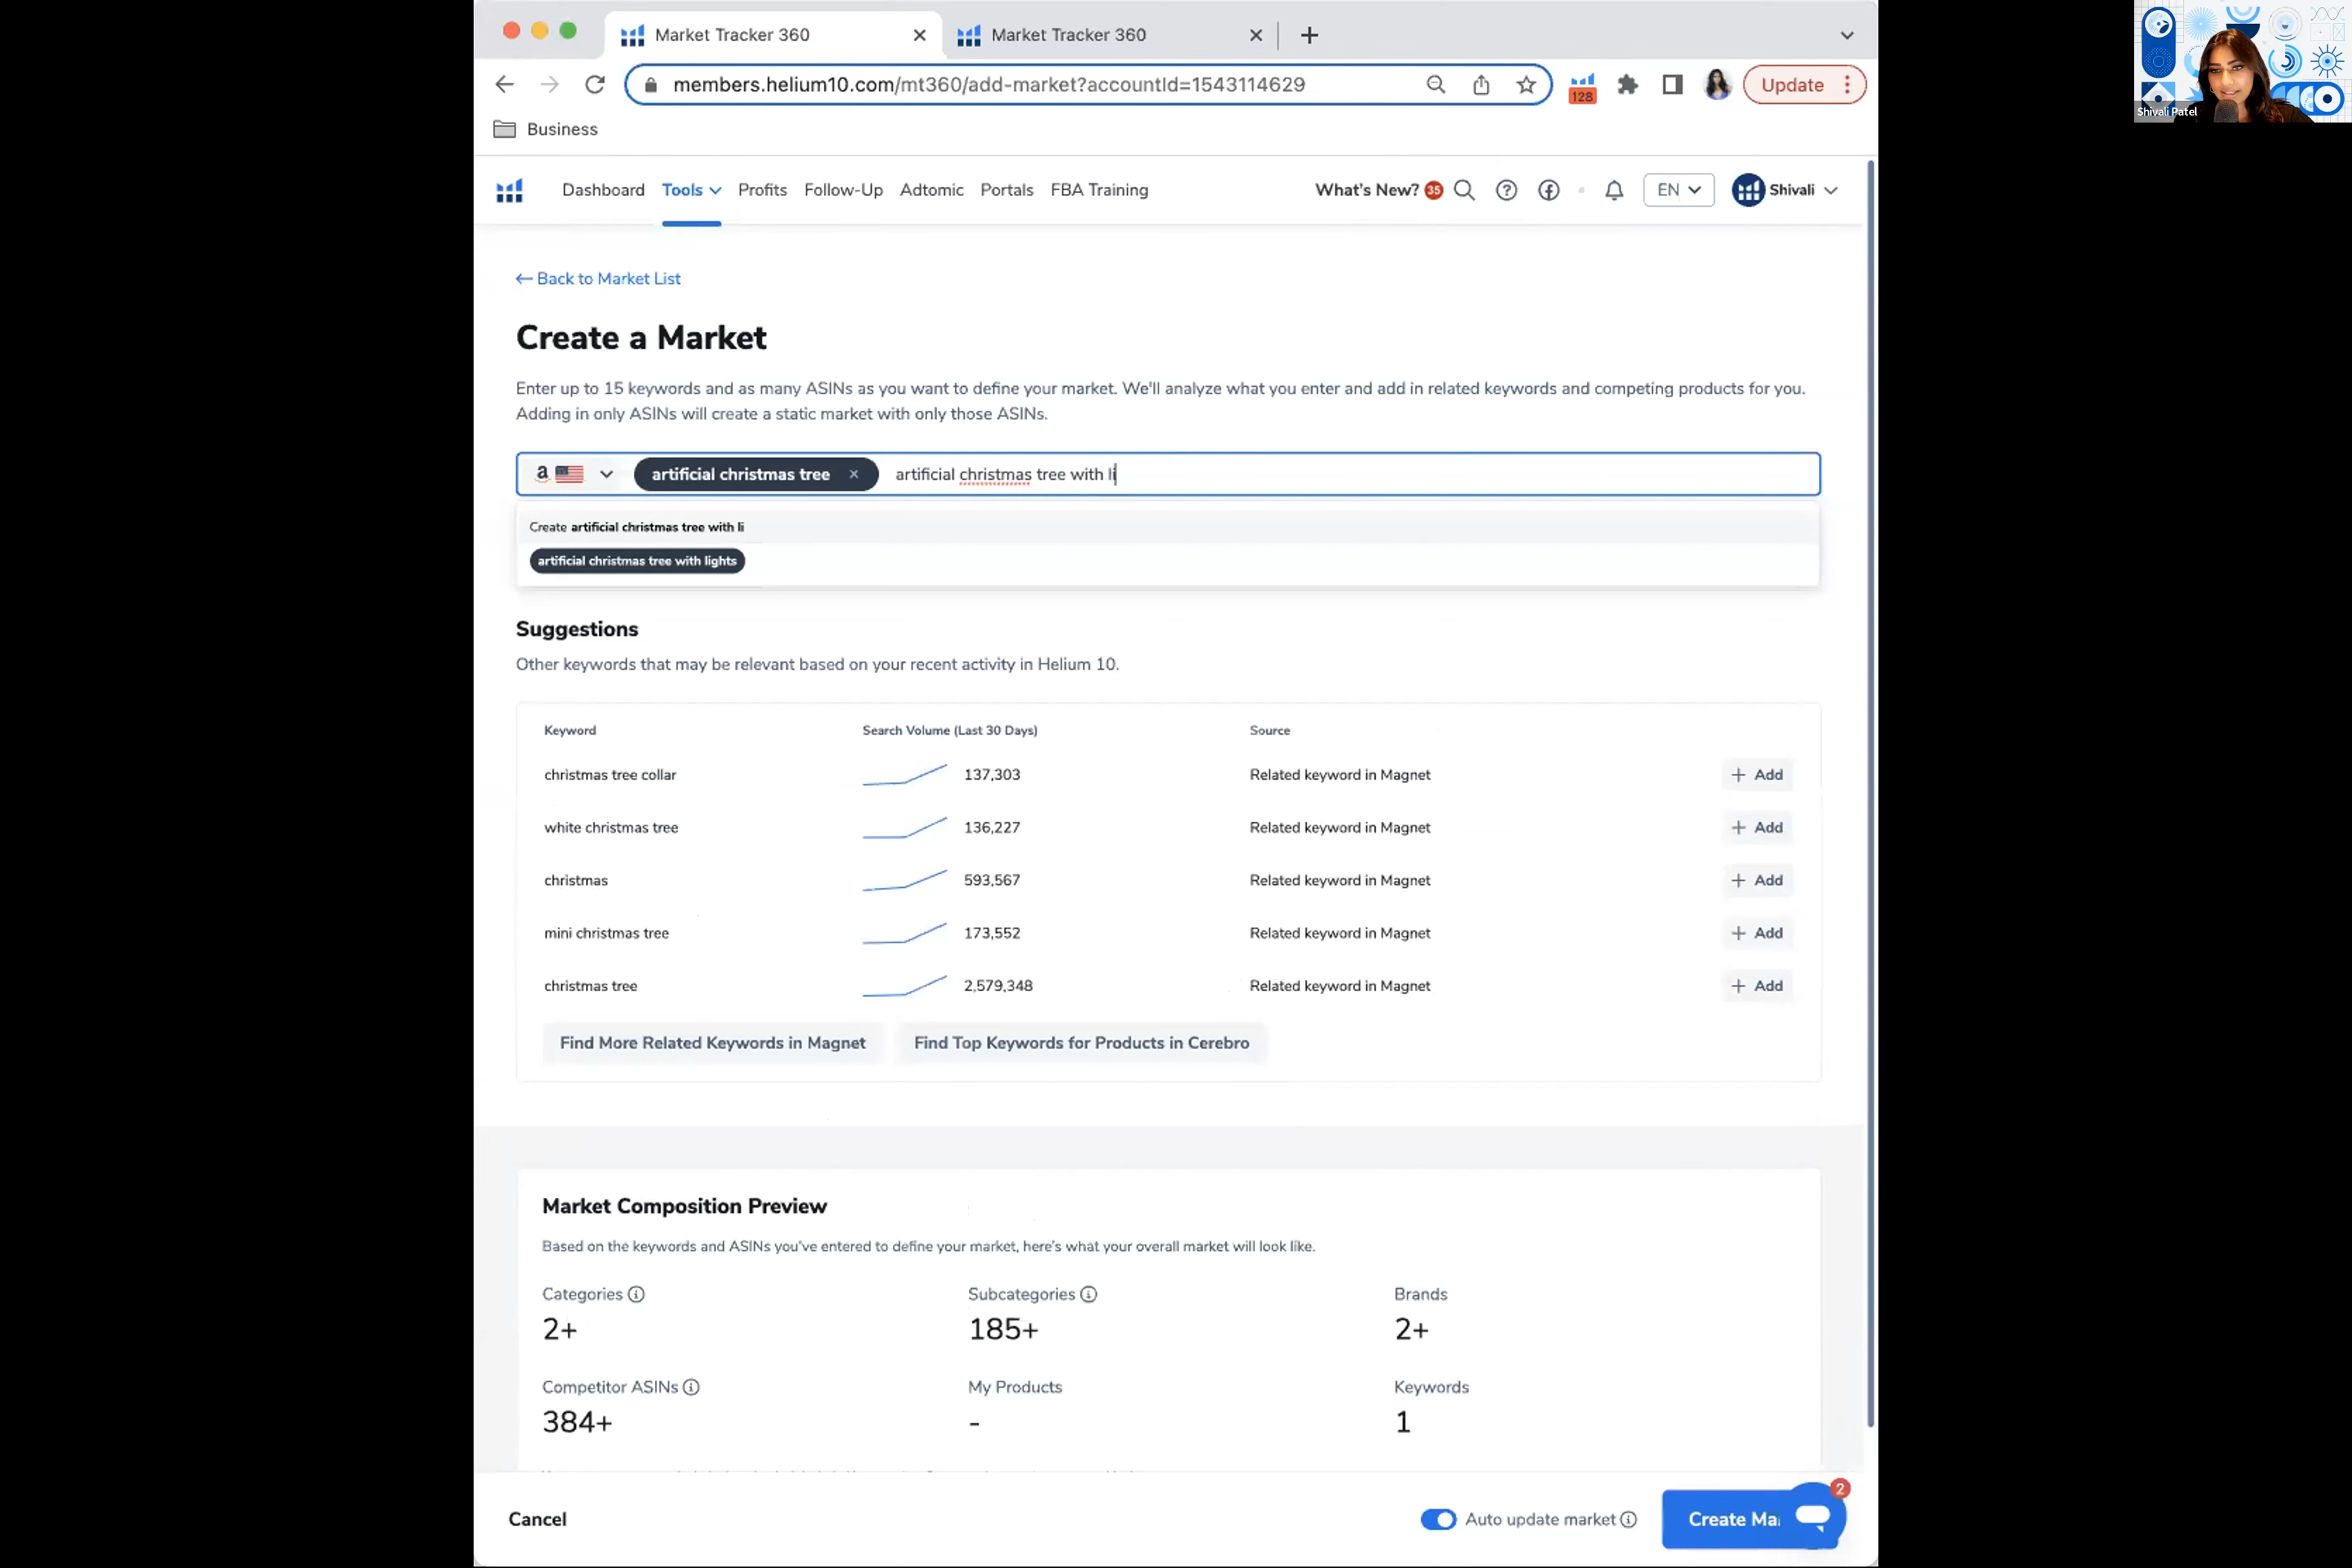 Market Tracker 360
Market Tracker 360
members.helium10.com/mt360/add-market?accountId=1543114629
128
Update
Business
Shivali Patel
Dashboard Tools Profits Follow-Up Adtomic Portals FBA Training
What's New? 35 EN Shivali
← Back to Market List
Create a Market
Enter up to 15 keywords and as many ASINs as you want to define your market. We'll analyze what you enter and add in related keywords and competing products for you.
Adding in only ASINs will create a static market with only those ASINs.
a artificial christmas tree × artificial christmas tree with li
Create artificial christmas tree with li
artificial christmas tree with lights
Suggestions
Other keywords that may be relevant based on your recent activity in Helium 10.
Keyword Search Volume (Last 30 Days) Source
christmas tree collar 137,303 Related keyword in Magnet + Add
white christmas tree 136,227 Related keyword in Magnet + Add
christmas 593,567 Related keyword in Magnet + Add
mini christmas tree 173,552 Related keyword in Magnet + Add
christmas tree 2,579,348 Related keyword in Magnet + Add
Find More Related Keywords in Magnet Find Top Keywords for Products in Cerebro
Market Composition Preview
Based on the keywords and ASINs you've entered to define your market, here's what your overall market will look like.
Categories Subcategories Brands
2+ 185+ 2+
Competitor ASINs My Products Keywords
384+ - 1
Cancel Auto update market Create Ma 2